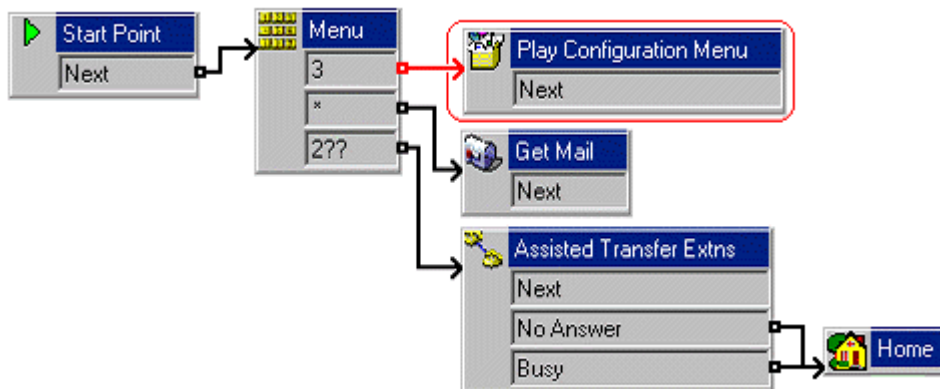 Start Point
Next
Menu
3
*
2??
Play Configuration Menu
Next
Get Mail
Next
Assisted Transfer Extns
Next
No Answer
Busy
Home